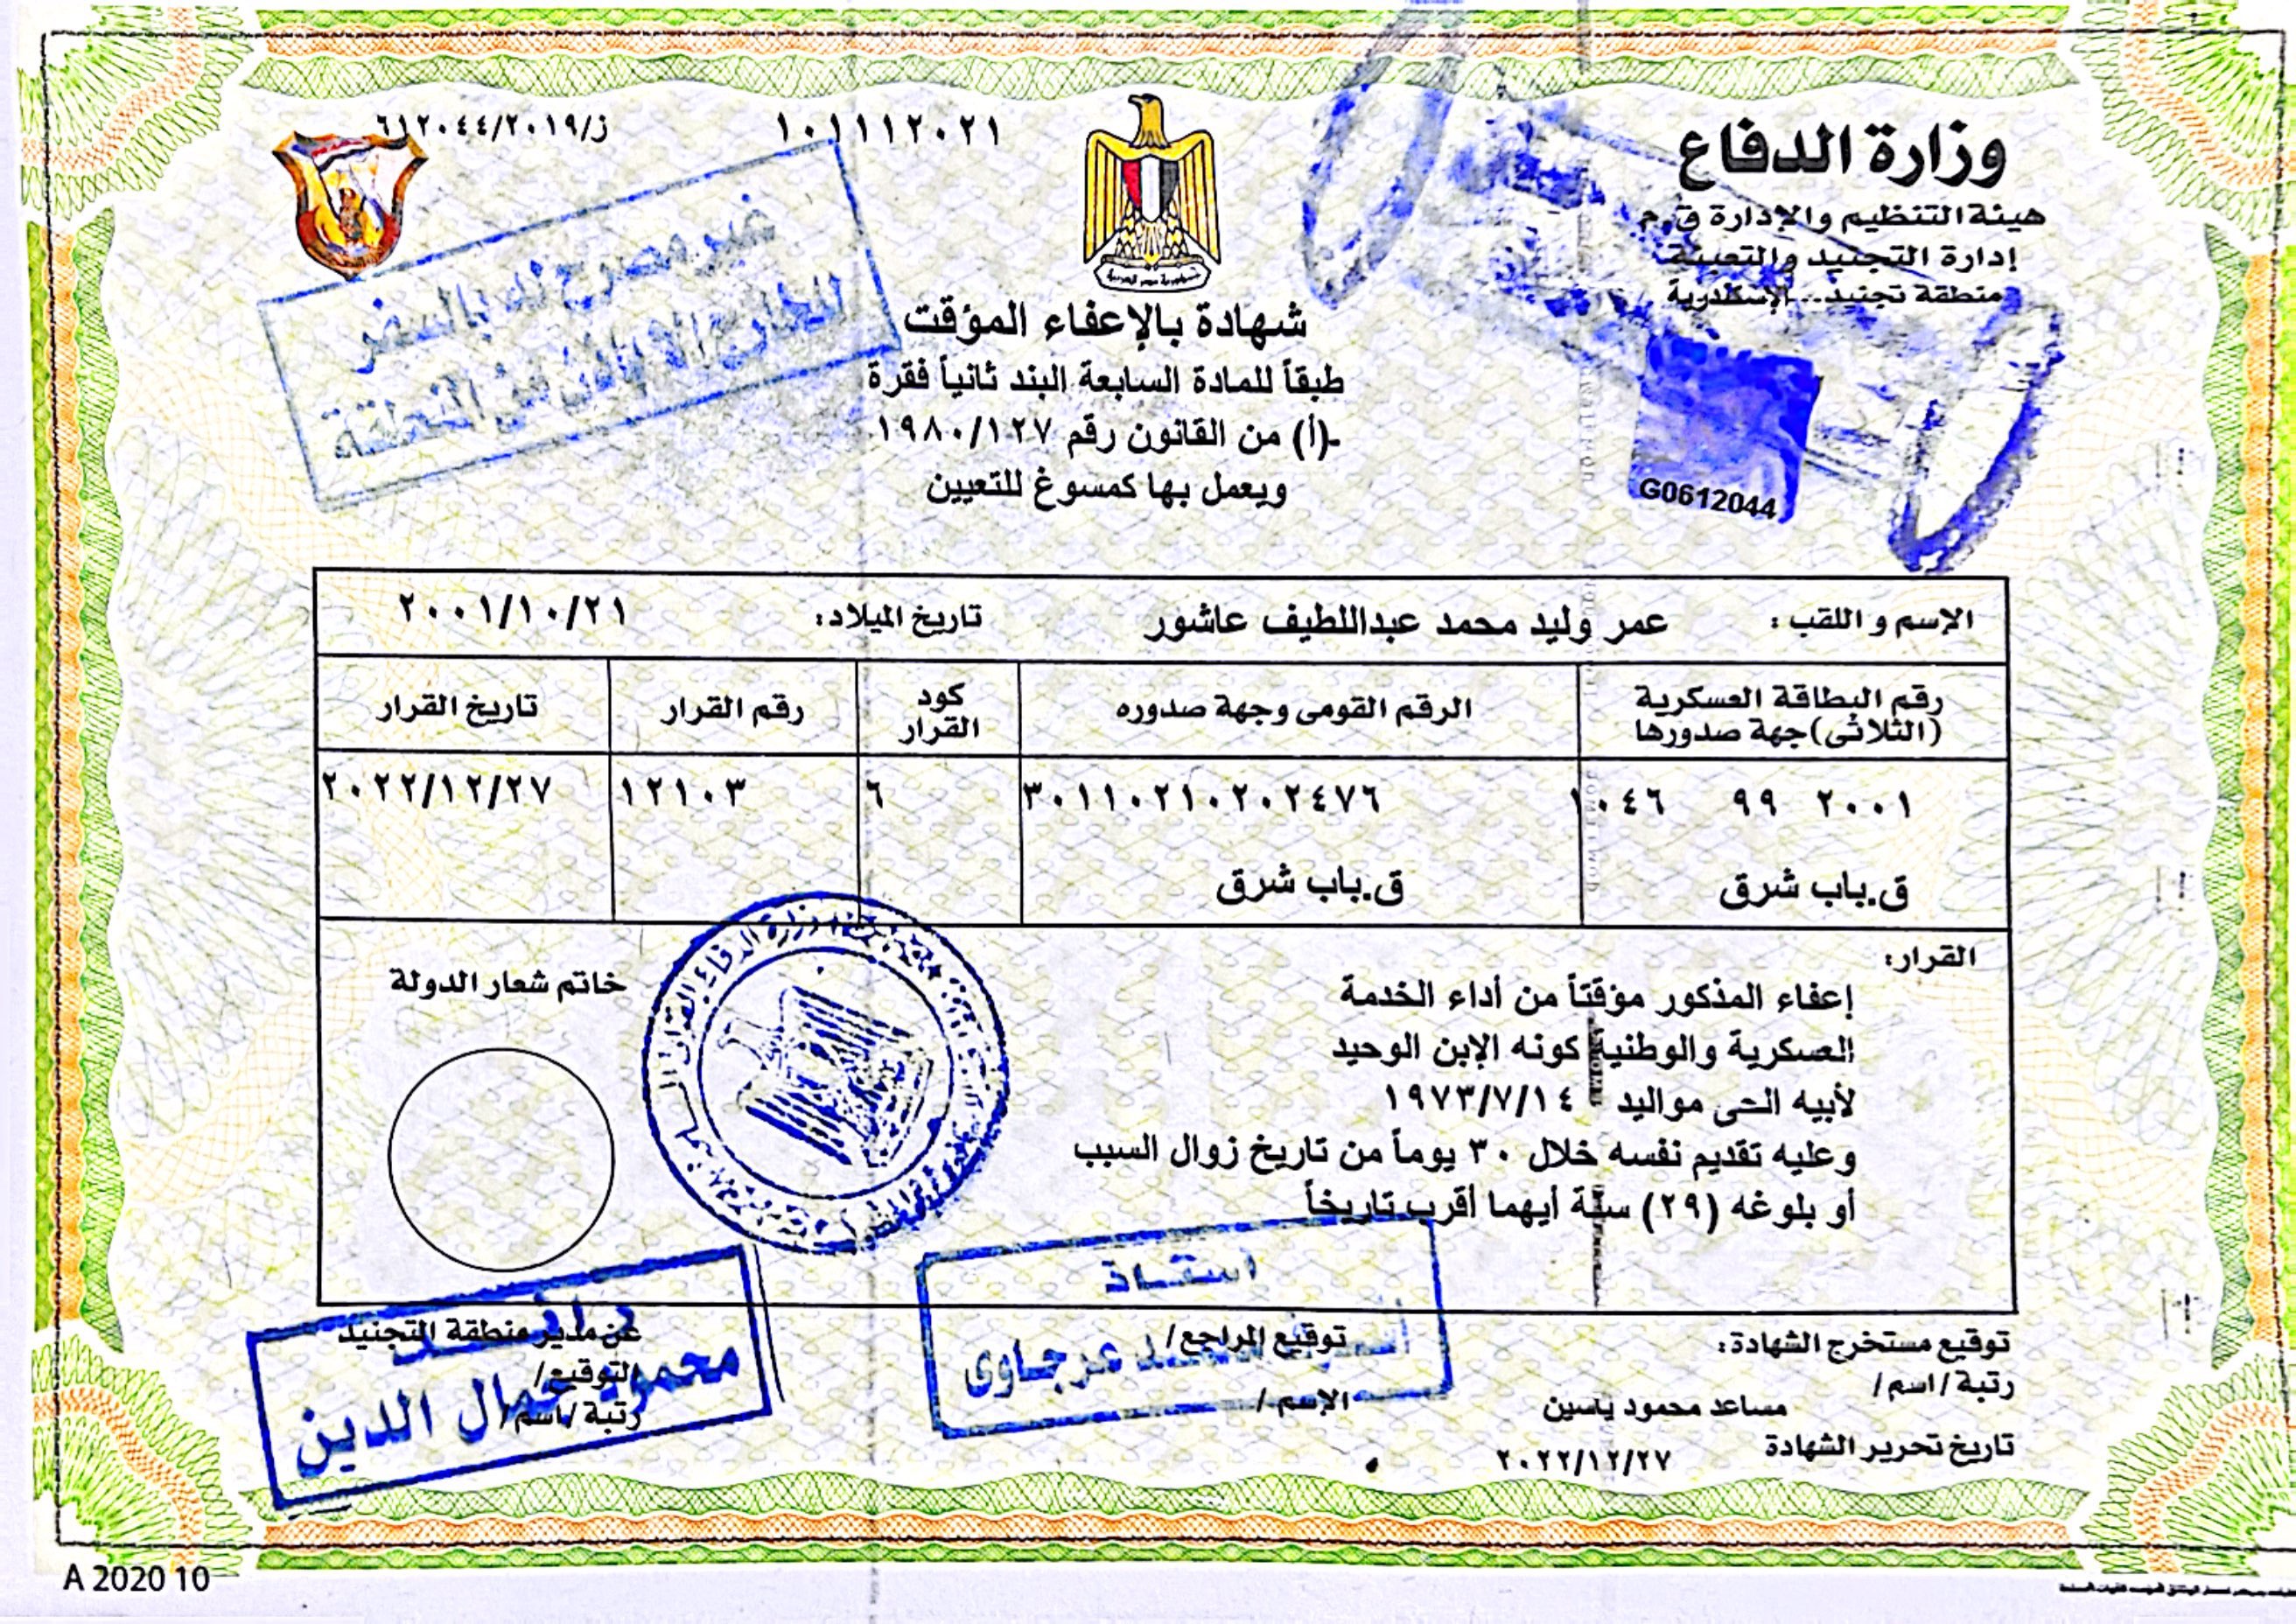 وزارة الدفاع
هيئة التنظيم والإدارة ق.م
إدارة التجنيد والتعبئة
منطقة تجنيد... الإسكندرية
١٠١١١٢٠٢١
ز/٢٠١٩/٦١٢٠٤٤
جمهورية مصر العربية
غير مصرح له بالسفر
للخارج إلا بإذن من المنطقة
شهادة بالإعفاء المؤقت
طبقاً للمادة السابعة البند ثانياً فقرة
-(أ) من القانون رقم ١٩٨٠/١٢٧
ويعمل بها كمسوغ للتعيين
G0612044
الإسم و اللقب : عمر وليد محمد عبداللطيف عاشور تاريخ الميلاد: ٢٠٠١/١٠/٢١
رقم البطاقة العسكرية (الثلاثى) جهة صدورها الرقم القومى وجهة صدوره كود القرار رقم القرار تاريخ القرار
٢٠٠١ ٩٩ ١٠٤٦ ٣٠١١٠٢١٠٢٠٢٤٧٦ ٦ ١٢١٠٣ ٢٠٢٢/١٢/٢٧
ق.باب شرق ق.باب شرق
القرار:
إعفاء المذكور مؤقتاً من أداء الخدمة
العسكرية والوطنية كونه الإبن الوحيد
لأبيه الحى مواليد ١٩٧٣/٧/١٤
وعليه تقديم نفسه خلال ٣٠ يوماً من تاريخ زوال السبب
أو بلوغه (٢٩) سنة أيهما أقرب تاريخاً
خاتم شعار الدولة
وزارة الدفاع
توقيع مستخرج الشهادة:
رتبة / اسم /
مساعد محمود ياسين
تاريخ تحرير الشهادة ٢٠٢٢/١٢/٢٧
استاذ
عرجاوى
توقيع المراجع/
الإسم /
عن مدير منطقة التجنيد
التوقيع/
رتبة /اسم/
رائد
محمود جمال الدين
A 2020 10